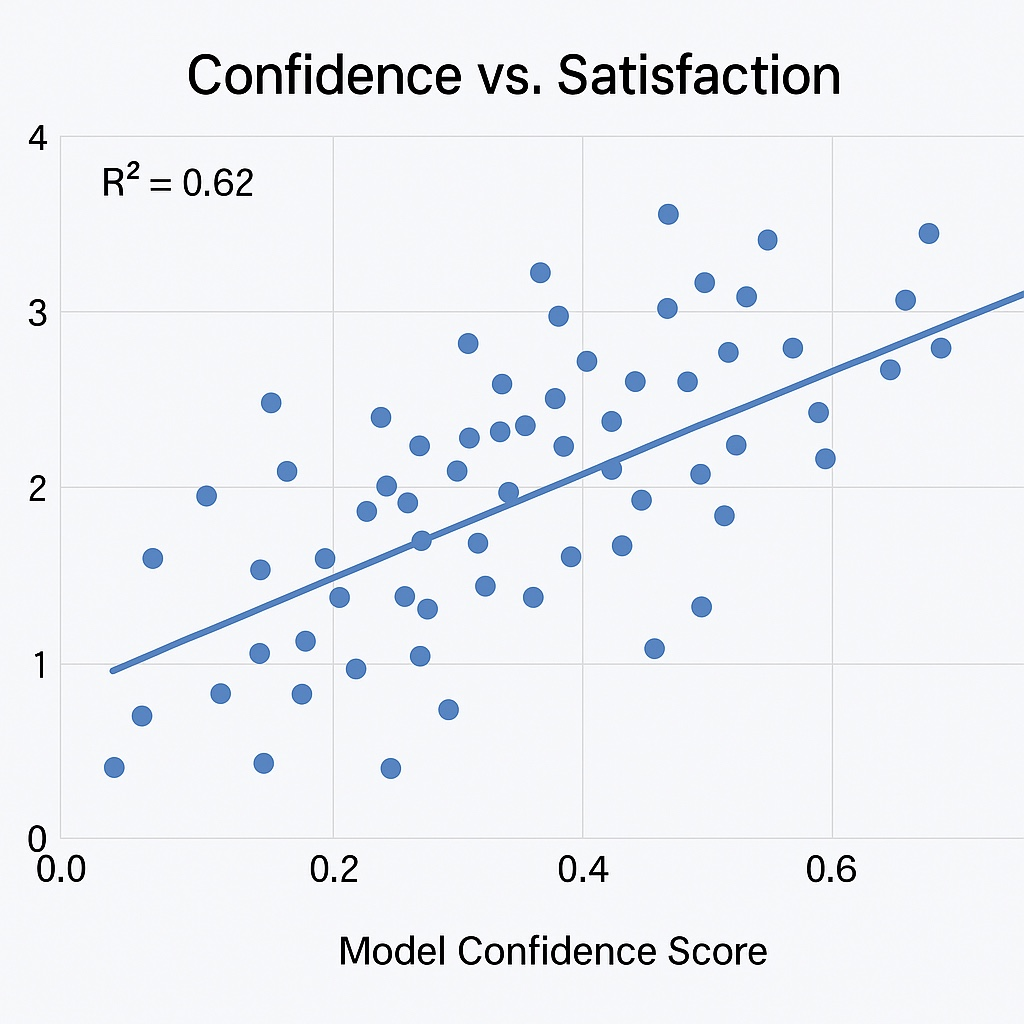 Confidence vs. Satisfaction
4
R² = 0.62
3
2
1
0
0.0 0.2 0.4 0.6
Model Confidence Score